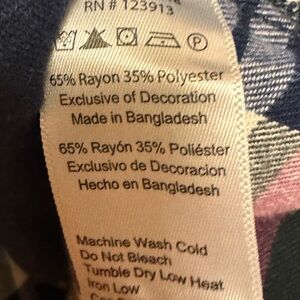 RN # 123913
65% Rayon 35% Polyester
Exclusive of Decoration
Made in Bangladesh
65% Rayón 35% Poliéster
Exclusivo de Decoracion
Hecho en Bangladesh
Machine Wash Cold
Do Not Bleach
Tumble Dry Low Heat
Iron Low